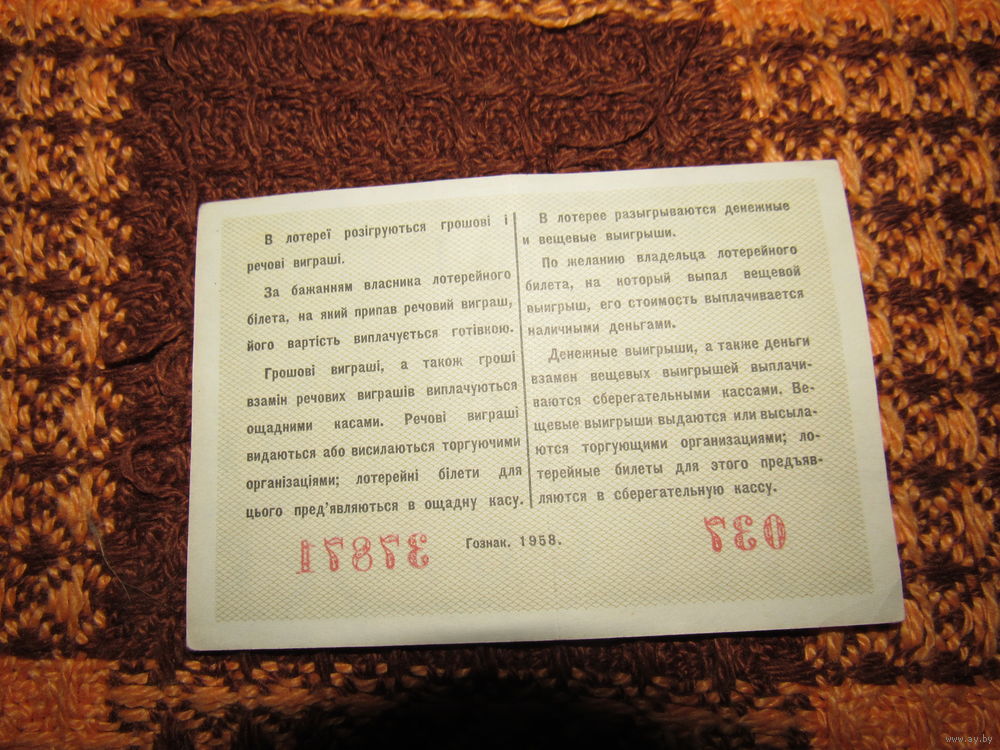 В лотереї розігруються грошові і
речові виграші.
За бажанням власника лотерейного
білета, на який припав речовий виграш,
його вартість виплачується готівкою.
Грошові виграші, а також гроші
взамін речових виграшів виплачуються
ощадними касами. Речові виграші
видаються або висилаються торгуючими
організаціями; лотерейні білети для
цього пред'являються в ощадну касу.
В лотерее разыгрываются денежные
и вещевые выигрыши.
По желанию владельца лотерейного
билета, на который выпал вещевой
выигрыш, его стоимость выплачивается
наличными деньгами.
Денежные выигрыши, а также деньги
взамен вещевых выигрышей выплачи-
ваются сберегательными кассами. Ве-
щевые выигрыши выдаются или высыла-
ются торгующими организациями; ло-
терейные билеты для этого предъяв-
ляются в сберегательную кассу.
37871
Гознак. 1958.
037
www.ay.by